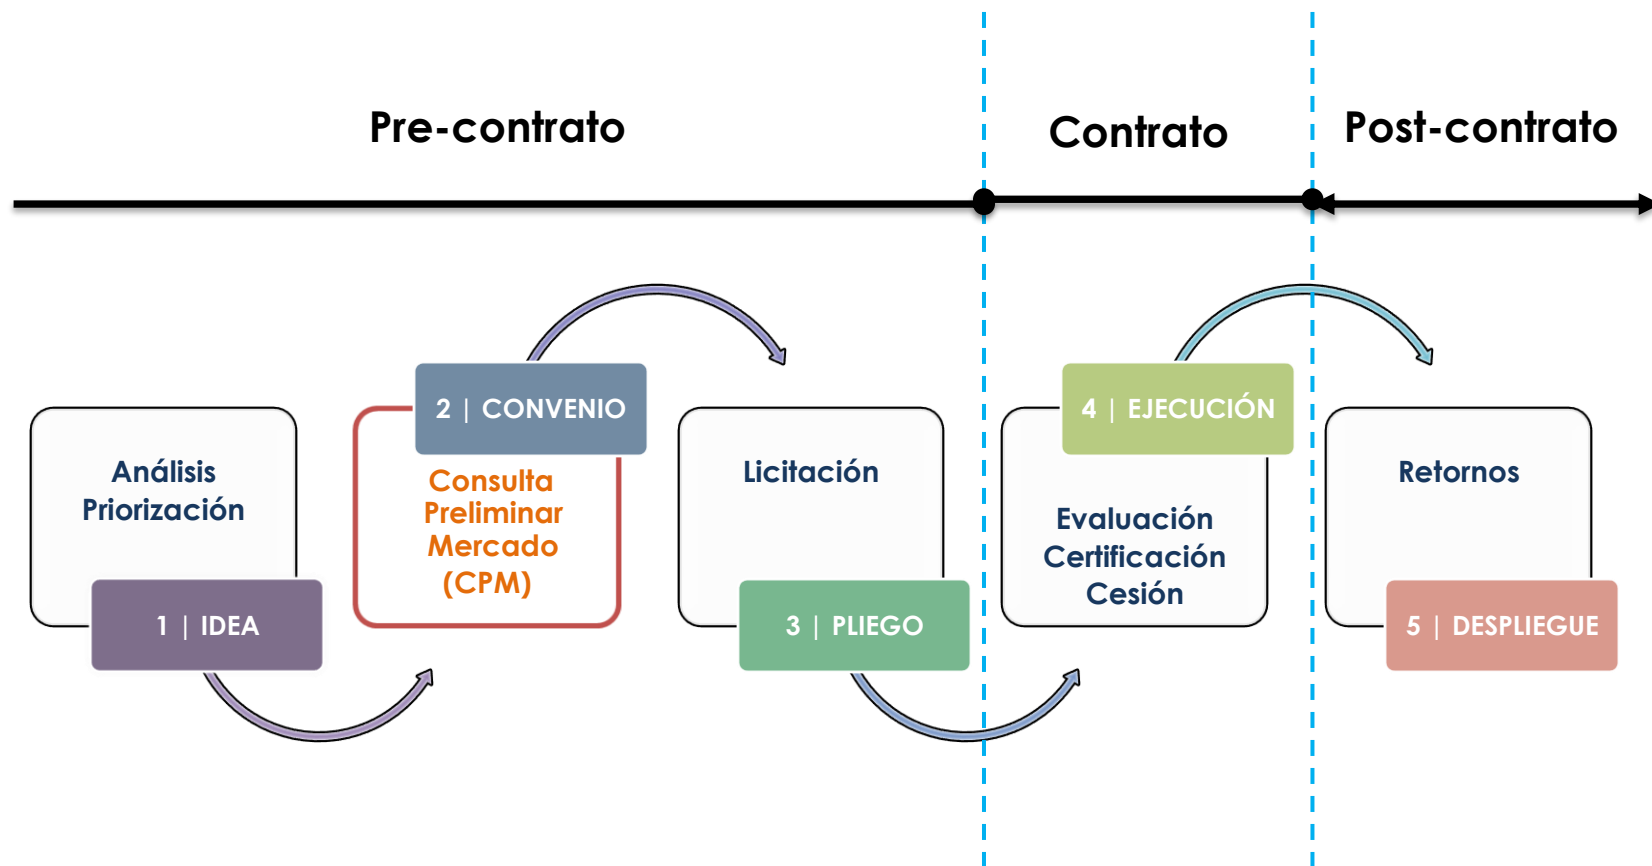 Pre-contrato
Contrato
Post-contrato
Análisis
Priorización
1 | IDEA
2 | CONVENIO
Consulta
Preliminar
Mercado
(CPM)
Licitación
3 | PLIEGO
4 | EJECUCIÓN
Evaluación
Certificación
Cesión
Retornos
5 | DESPLIEGUE